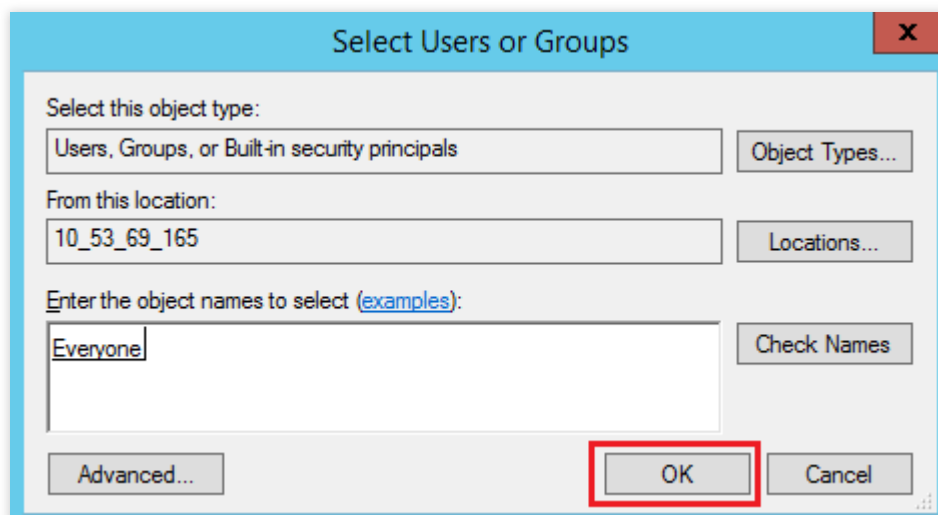 Select Users or Groups
x
Select this object type:
Users, Groups, or Built-in security principals
Object Types...
From this location:
10_53_69_165
Locations...
Enter the object names to select (examples):
Everyone
Check Names
Advanced...
OK
Cancel